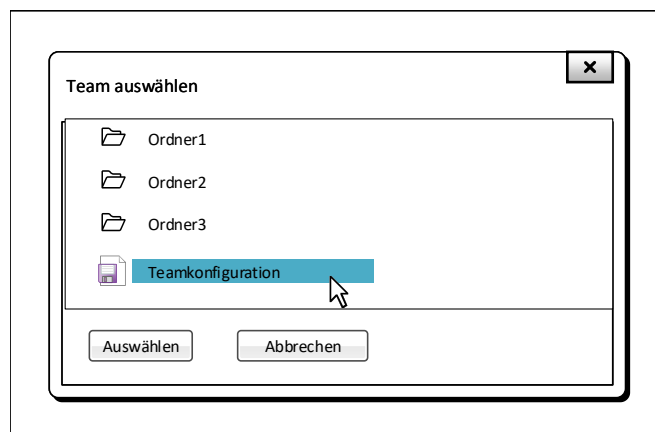 Team auswählen
Ordner1
Ordner2
Ordner3
Teamkonfiguration
Auswählen
Abbrechen